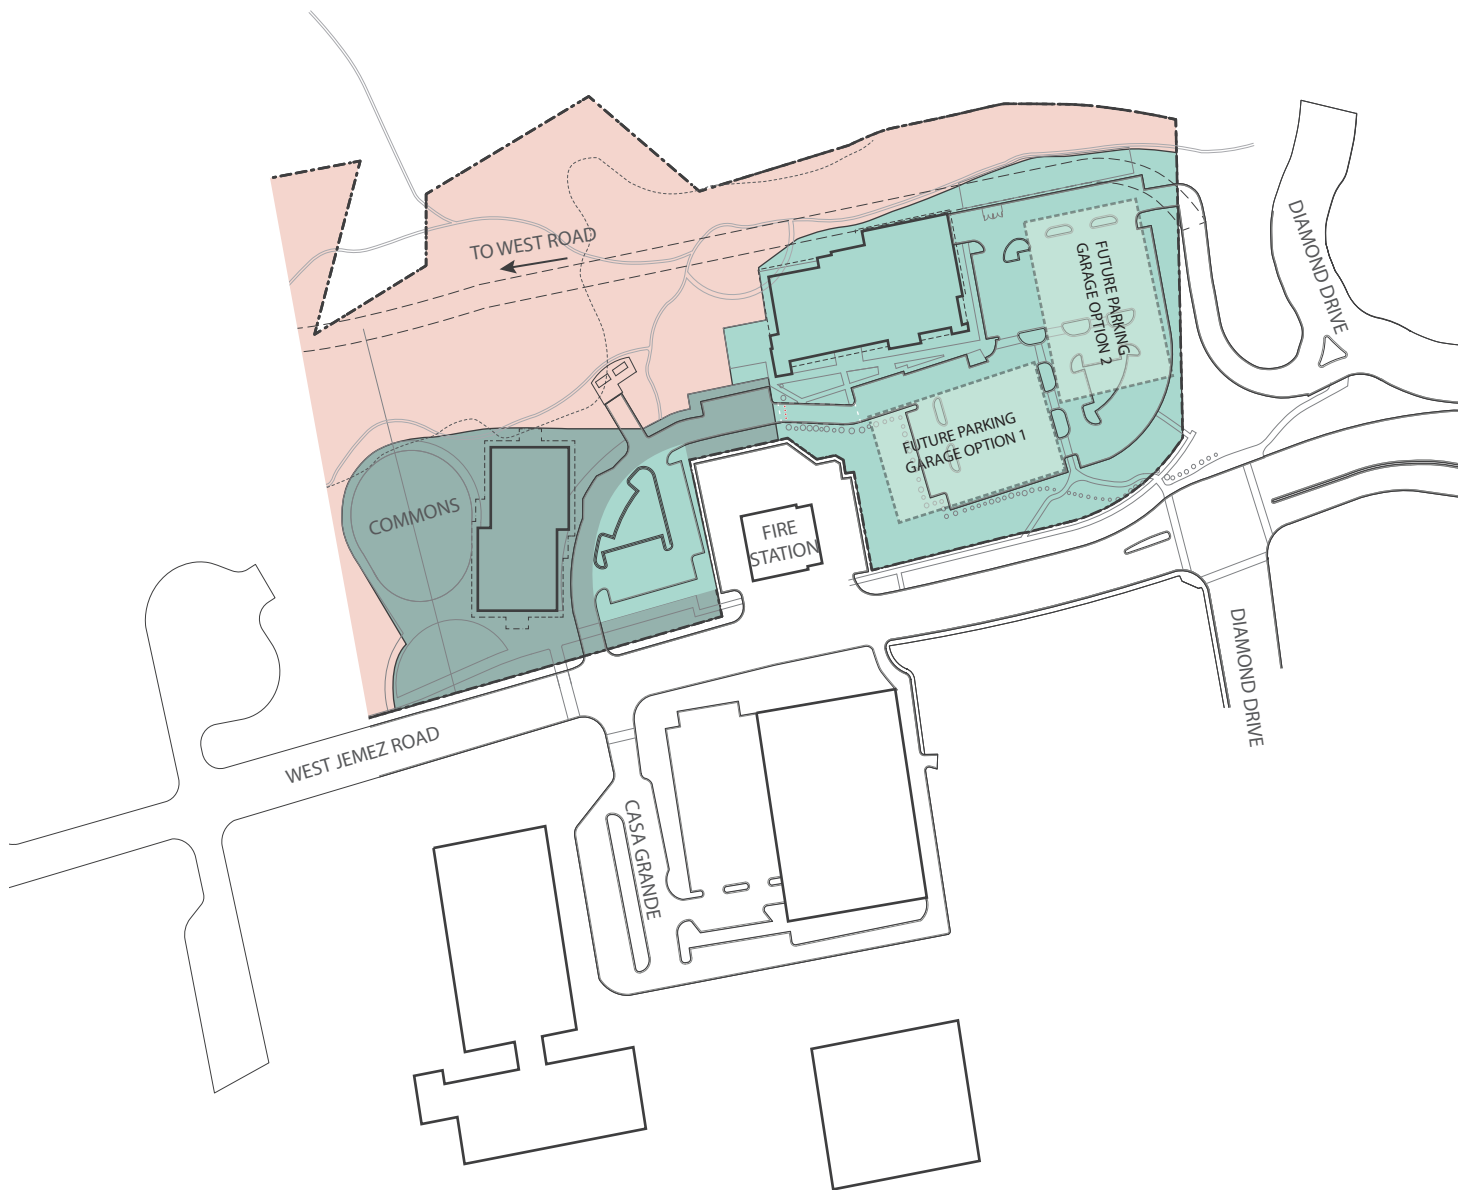 TO WEST ROAD
DIAMOND DRIVE
FUTURE PARKING
GARAGE OPTION 2
FUTURE PARKING
GARAGE OPTION 1
COMMONS
FIRE
STATION
DIAMOND DRIVE
WEST JEMEZ ROAD
CASA GRANDE